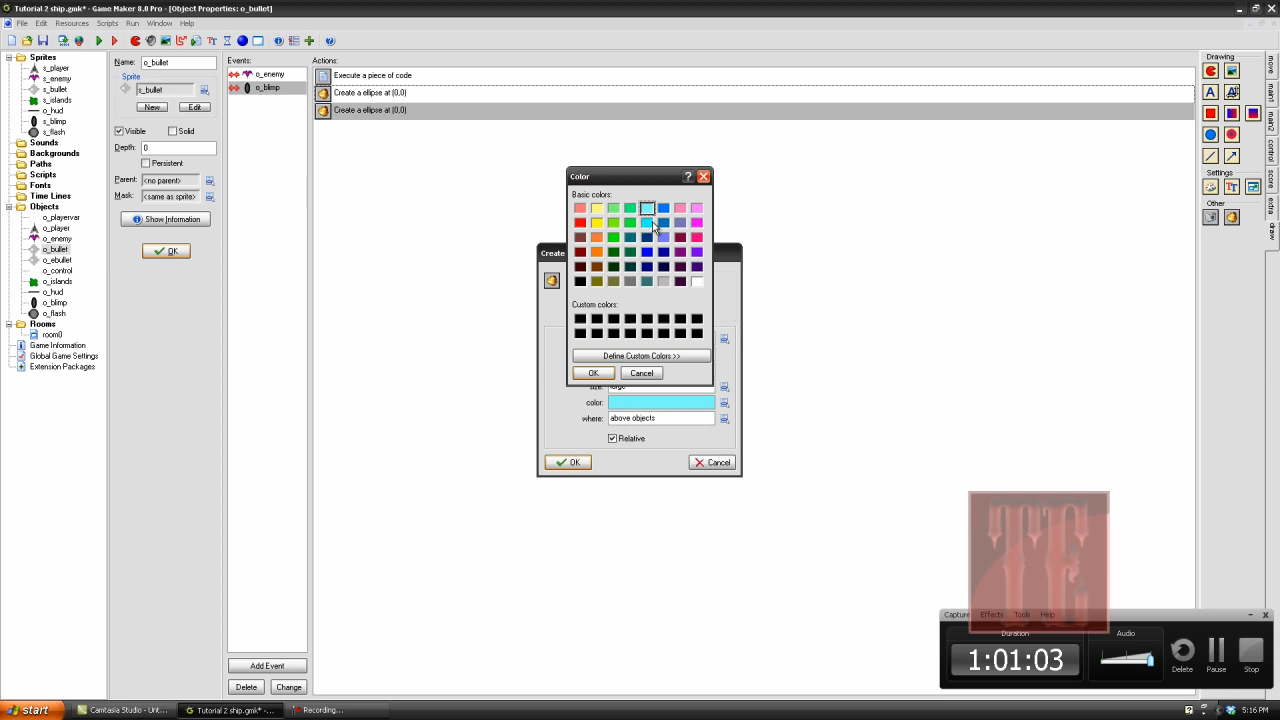 Tutorial 2 ship.gmk* - Game Maker 8.0 Pro - [Object Properties: o_bullet]
File Edit Resources Scripts Run Window Help
Sprites
s_player
s_enemy
s_bullet
s_islands
o_hud
s_blimp
s_flash
Sounds
Backgrounds
Paths
Scripts
Fonts
Time Lines
Objects
o_playervar
o_player
o_enemy
o_bullet
o_ebullet
o_control
o_islands
o_hud
o_blimp
o_flash
Rooms
room0
Game Information
Global Game Settings
Extension Packages
Name: o_bullet
Sprite
s_bullet
New Edit
Visible Solid
Depth: 0
Persistent
Parent: <no parent>
Mask: <same as sprite>
Show Information
OK
Events:
o_enemy
o_blimp
Add Event
Delete Change
Actions:
Execute a piece of code
Create a ellipse at (0,0)
Create a ellipse at (0,0)
Color
Basic colors:
Custom colors:
Define Custom Colors >>
OK Cancel
Create
color:
where: above objects
Relative
OK Cancel
Drawing
Settings
Other
move
main1
main2
control
score
extra
draw
Capture Effects Tools Help
Duration
Audio
1:01:03
Delete Pause Stop
start
Camtasia Studio - Unt...
Tutorial 2 ship.gmk* -...
Recording...
5:16 PM